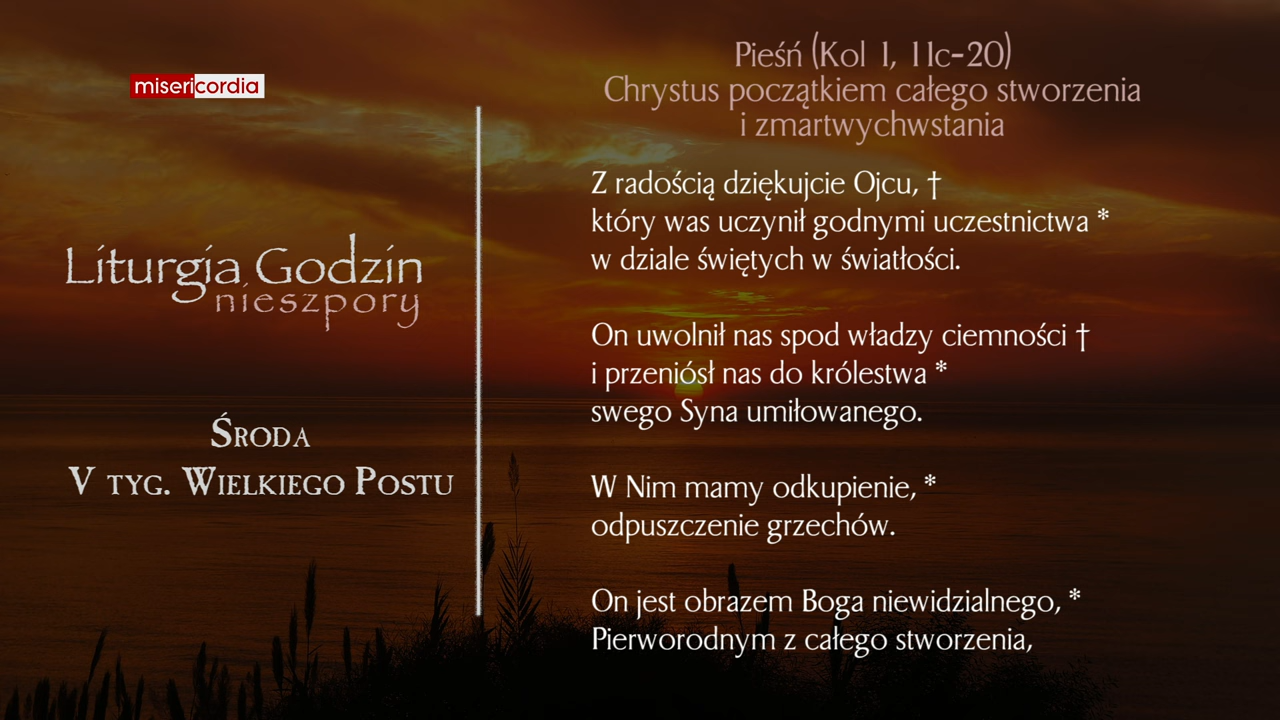 misericordia
Liturgia Godzin
nieszpory
Środa
V tyg. Wielkiego Postu
Pieśń (Kol 1, 11c-20)
Chrystus początkiem całego stworzenia
i zmartwychwstania
Z radością dziękujcie Ojcu, †
który was uczynił godnymi uczestnictwa *
w dziale świętych w światłości.
On uwolnił nas spod władzy ciemności †
i przeniósł nas do królestwa *
swego Syna umiłowanego.
W Nim mamy odkupienie, *
odpuszczenie grzechów.
On jest obrazem Boga niewidzialnego, *
Pierworodnym z całego stworzenia,